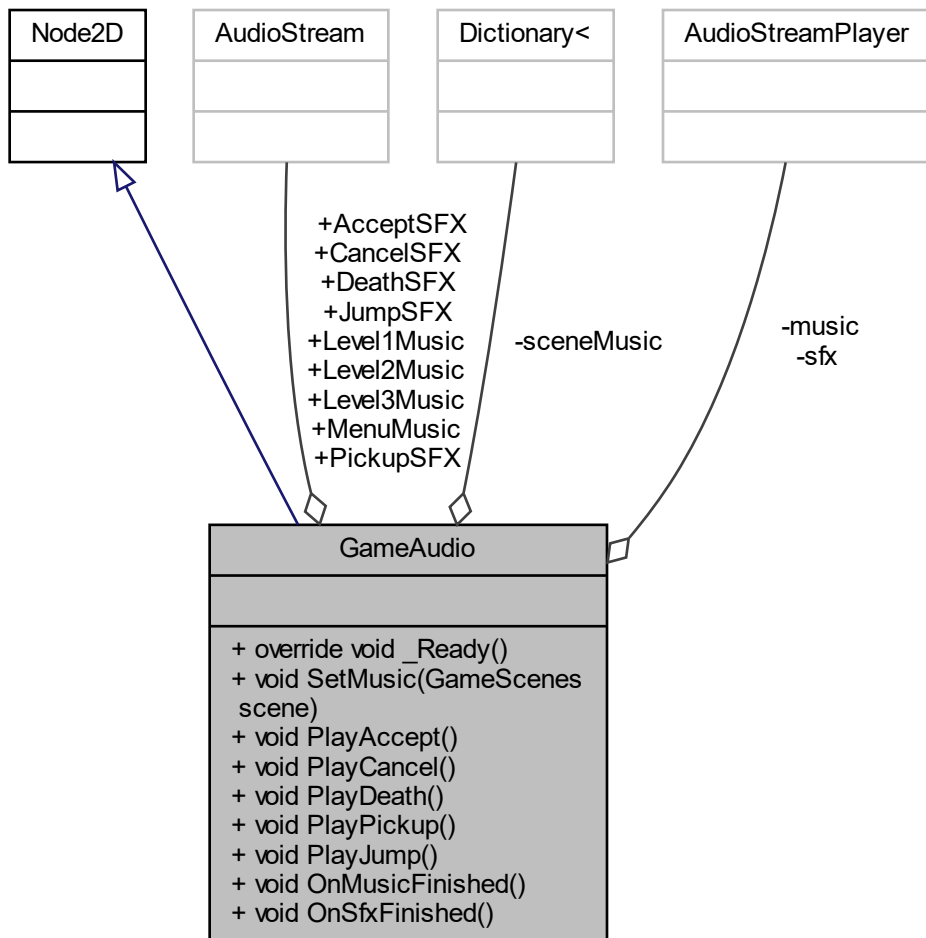 Node2D
AudioStream
Dictionary<
AudioStreamPlayer
+AcceptSFX
+CancelSFX
+DeathSFX
+JumpSFX
+Level1Music
+Level2Music
+Level3Music
+MenuMusic
+PickupSFX
-sceneMusic
-music
-sfx
GameAudio
+ override void _Ready()
+ void SetMusic(GameScenes
scene)
+ void PlayAccept()
+ void PlayCancel()
+ void PlayDeath()
+ void PlayPickup()
+ void PlayJump()
+ void OnMusicFinished()
+ void OnSfxFinished()